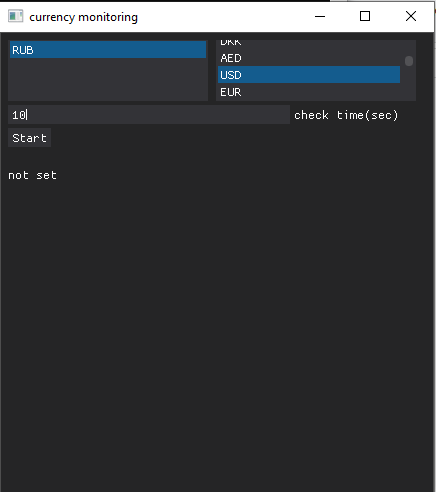 currency monitoring
RUB
DKK
AED
USD
EUR
10
check time(sec)
Start
not set